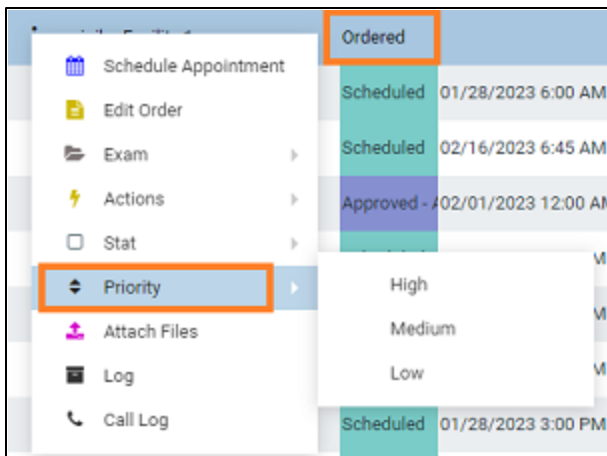 Ordered
Schedule Appointment
Scheduled 01/28/2023 6:00 AM
Edit Order
Exam
Scheduled 02/16/2023 6:45 AM
Actions
Approved - 02/01/2023 12:00 AM
Stat
Priority
High
Medium
Attach Files
Log
Low
Call Log
Scheduled 01/28/2023 3:00 PM